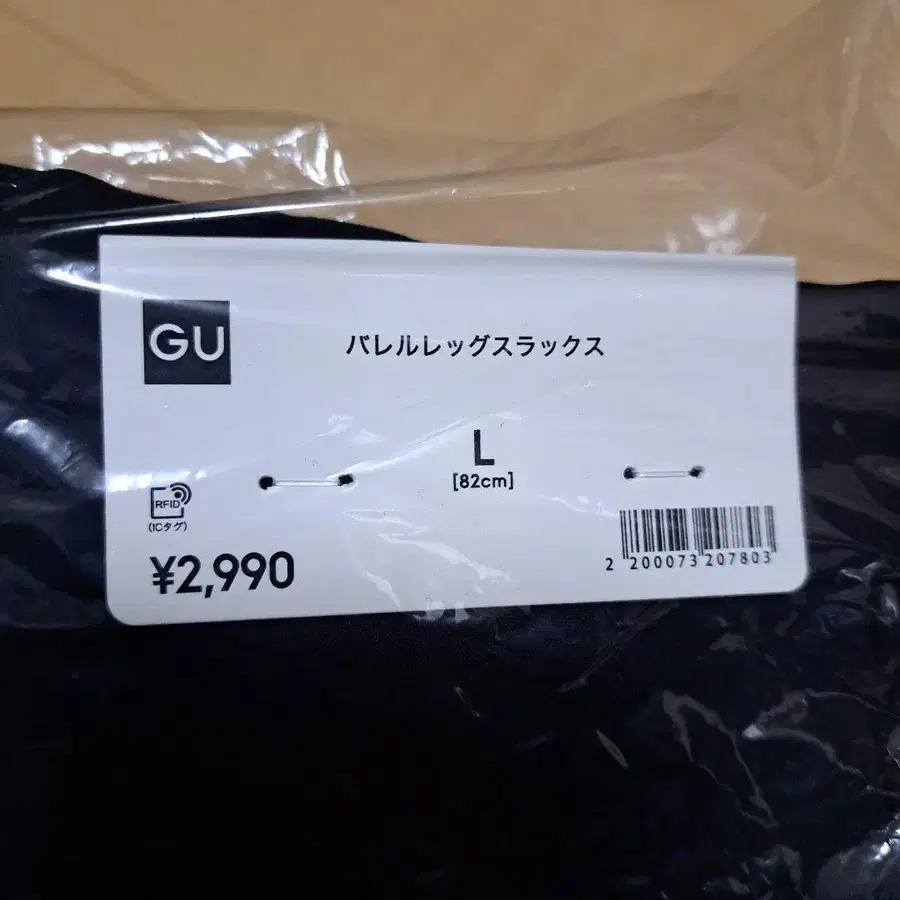 GU
バレルレッグスラックス
L
[82cm]
RFID
(ICタグ)
¥2,990
2 200073 207803